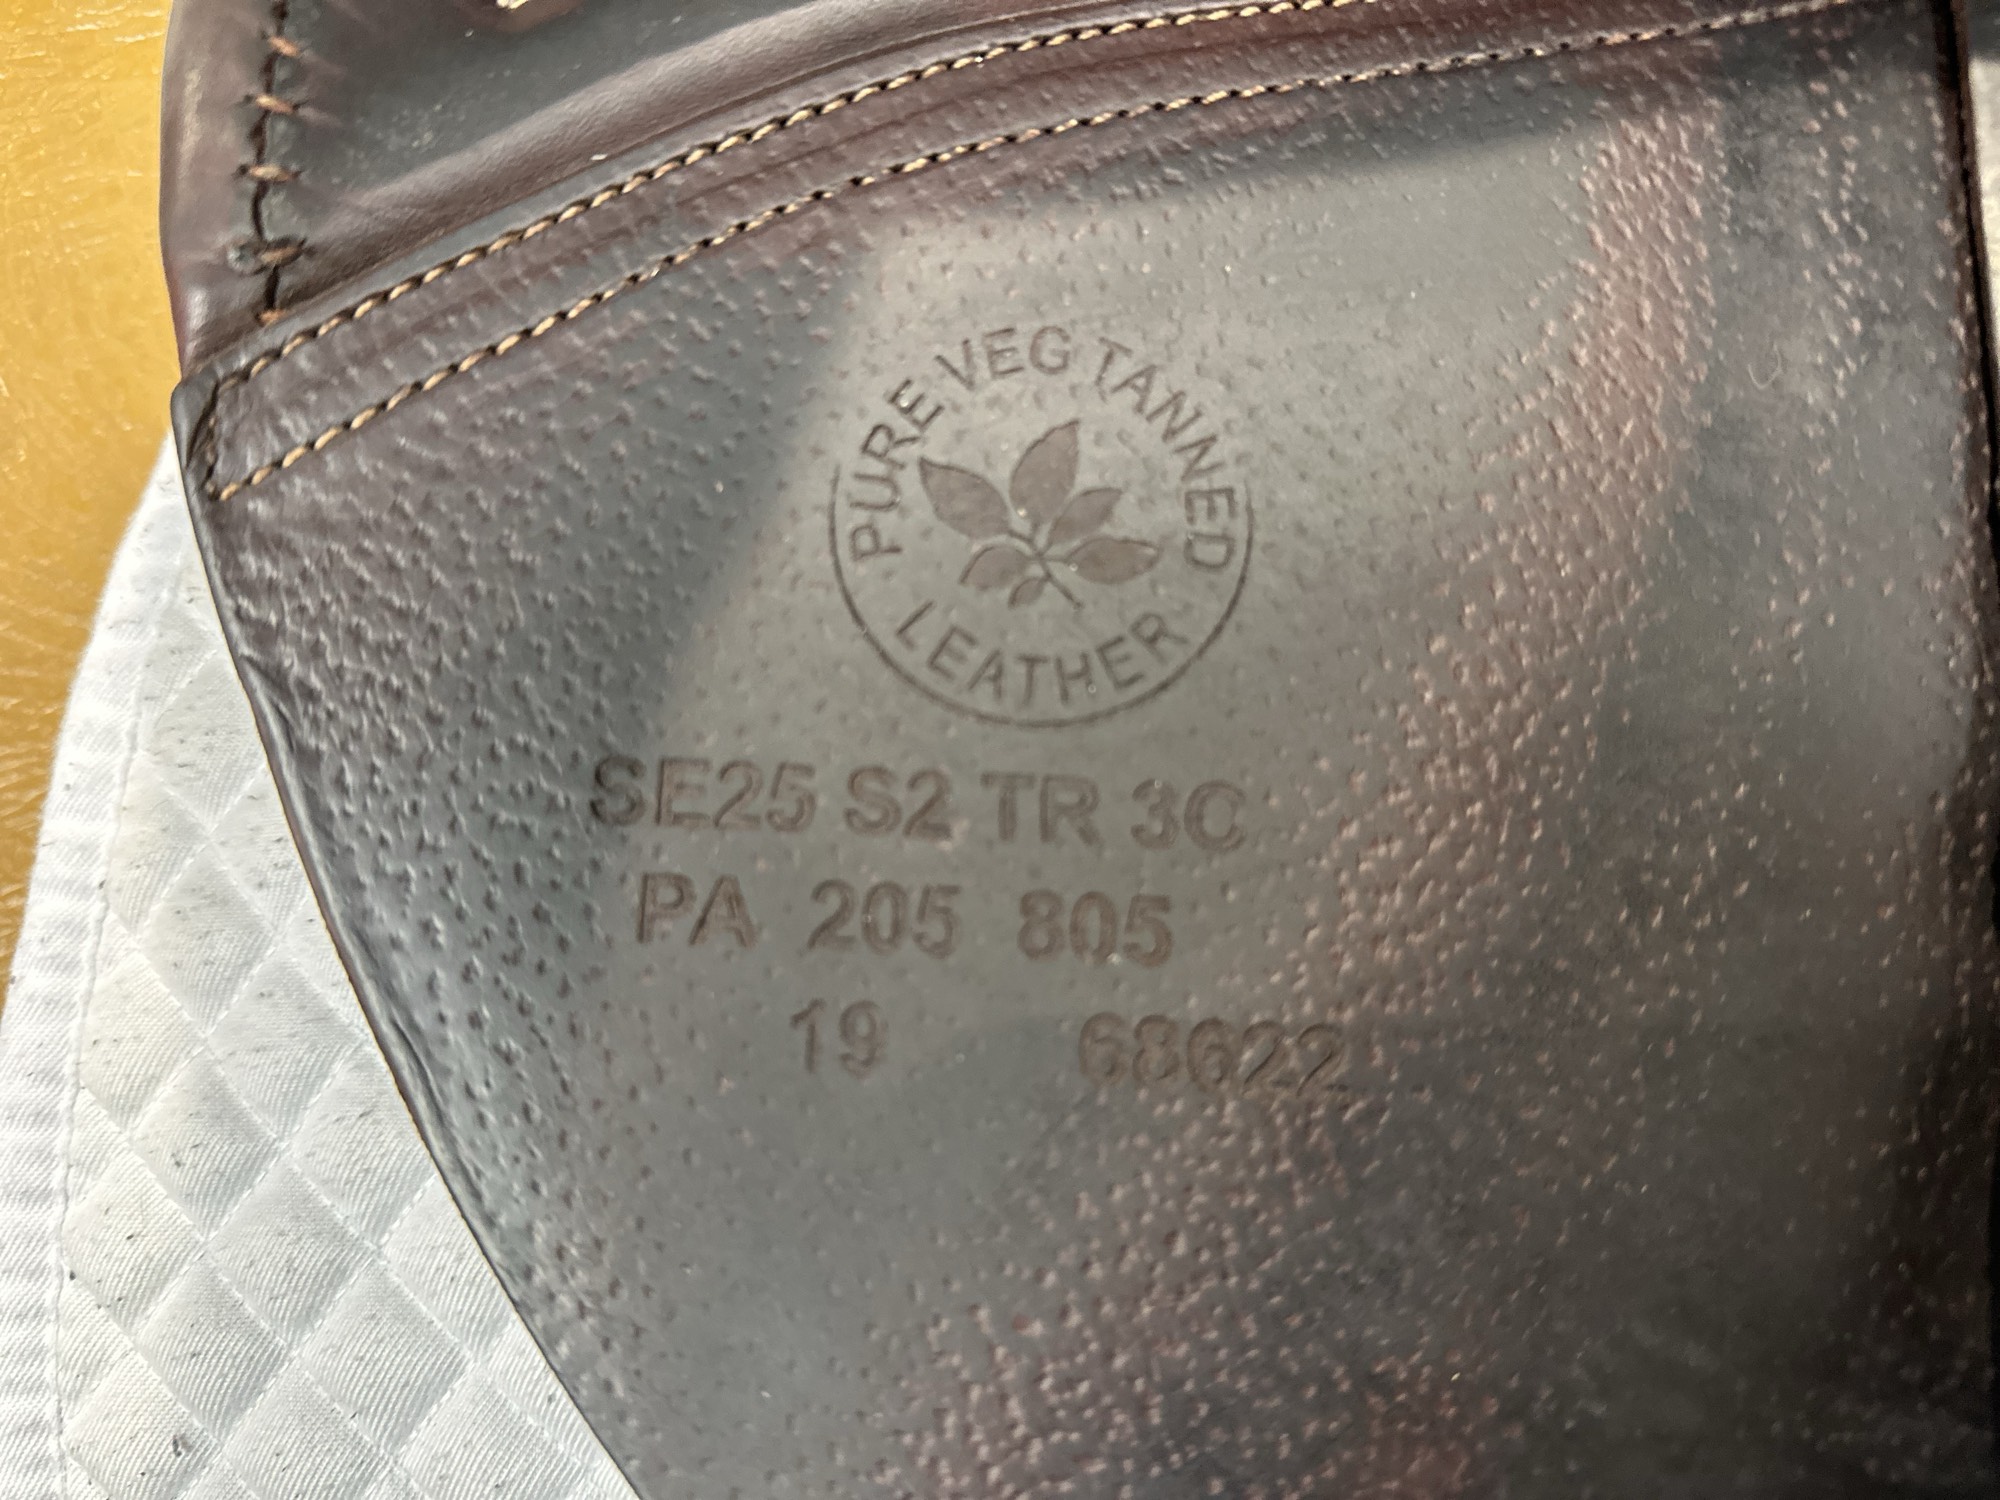 PURE VEG TANNED
LEATHER
SE25 S2 TR 3C
PA 205 805
19 68622